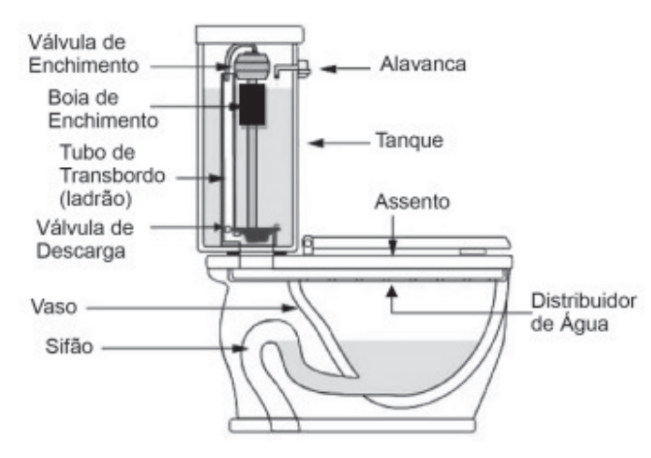 Válvula de
Enchimento
Alavanca
Boia de
Enchimento
Tanque
Tubo de
Transbordo
(ladrão)
Assento
Válvula de
Descarga
Vaso
Distribuidor
de Água
Sifão